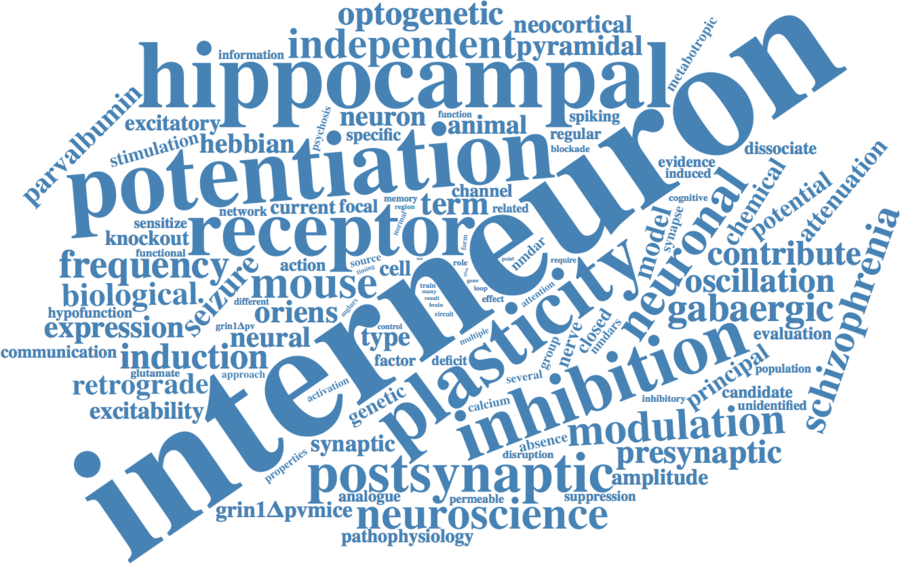 optogenetic
neocortical
metabotropic
independent
pyramidal
information
hippocampal
interneuron
parvalbumin
excitatory
psychosis
neuron
function
animal
spiking
stimulation
hebbian
specific
regular
blockade
dissociate
potentiation
evidence
induced
attenuation
channel
chemical
potential
memory
region
normal
cognitive
network
current
focal
term
related
sensitize
receptor
knockout
functional
form
nmdar
model
synapse
neuronal
schizophrenia
frequency
action
source
timing
cell
role
point
require
contribute
seizure
mouse
plus
gene
loop
train
many
result
brain
circuit
effect
attention
oscillation
biological
different
hypofunction
oriens
gabaergic
expression
grin1Δpv
neural
type
control
multiple
plasticity
group
nerve
closed
nmdars
evaluation
communication
induction
factor
deficit
glutamate
approach
principal
population
retrograde
activation
genetic
several
calcium
inhibition
inhibitory
candidate
unidentified
excitability
synaptic
absence
modulation
disruption
properties
presynaptic
postsynaptic
amplitude
analogue
permeable
suppression
grin1Δpvmice
neuroscience
pathophysiology